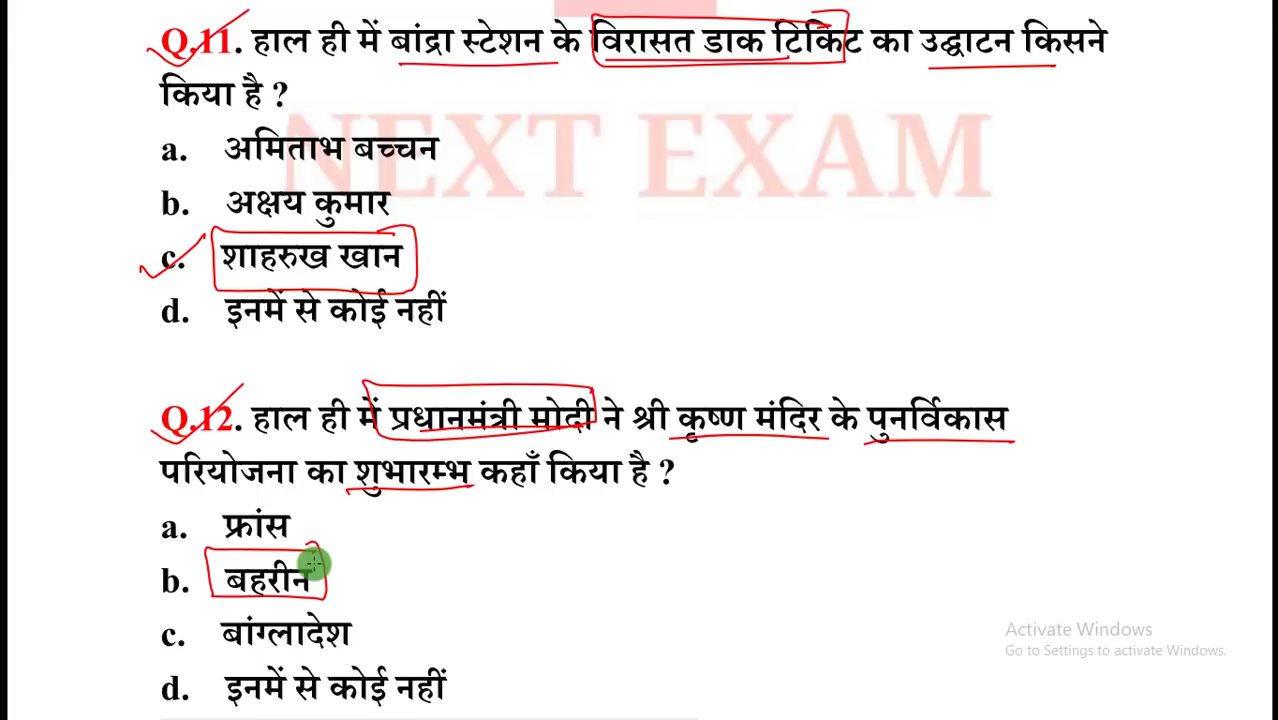 Q.11. हाल ही में बांद्रा स्टेशन के विरासत डाक टिकिट का उद्घाटन किसने
किया है ?
NEXT EXAM
a. अमिताभ बच्चन
b. अक्षय कुमार
c. शाहरुख खान
d. इनमें से कोई नहीं
Q.12. हाल ही में प्रधानमंत्री मोदी ने श्री कृष्ण मंदिर के पुनर्विकास
परियोजना का शुभारम्भ कहाँ किया है ?
a. फ्रांस
b. बहरीन
c. बांग्लादेश
d. इनमें से कोई नहीं
Activate Windows
Go to Settings to activate Windows.